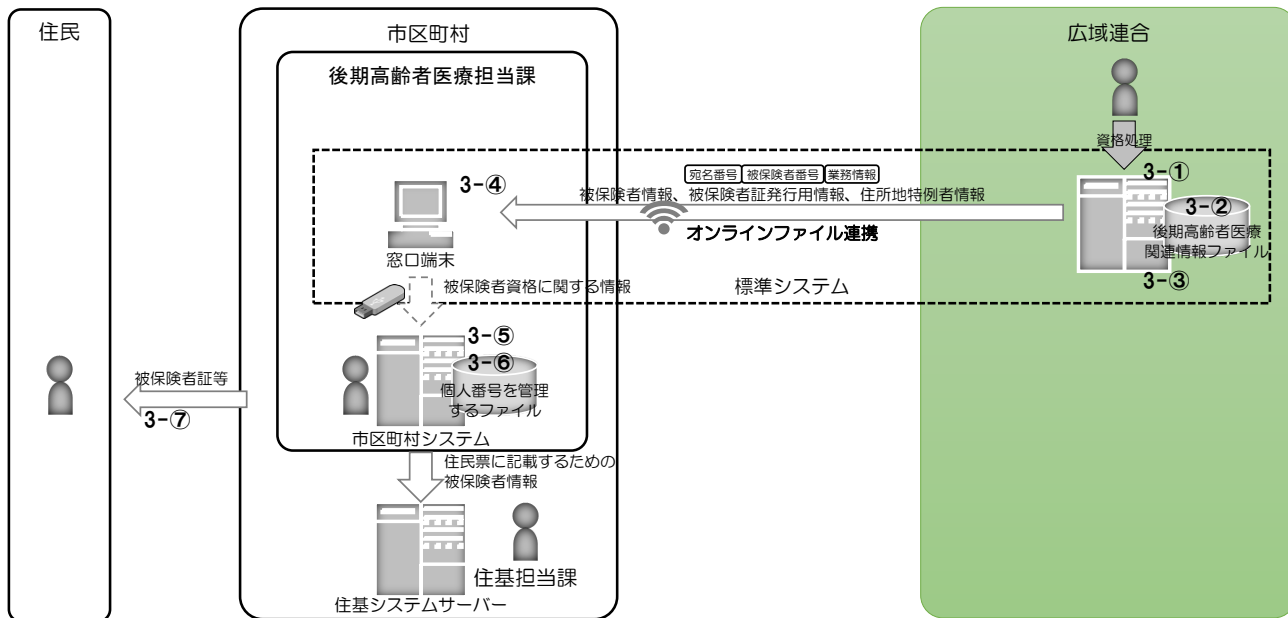 住民
市区町村
広域連合
後期高齢者医療担当課
資格処理
宛名番号 被保険者番号 業務情報
3-④
被保険者情報、被保険者証発行用情報、住所地特例者情報
オンラインファイル連携
3-①
3-②
後期高齢者医療
関連情報ファイル
3-③
窓口端末
被保険者資格に関する情報
標準システム
3-⑤
3-⑥
個人番号を管理
するファイル
市区町村システム
被保険者証等
3-⑦
住民票に記載するための
被保険者情報
住基担当課
住基システムサーバー